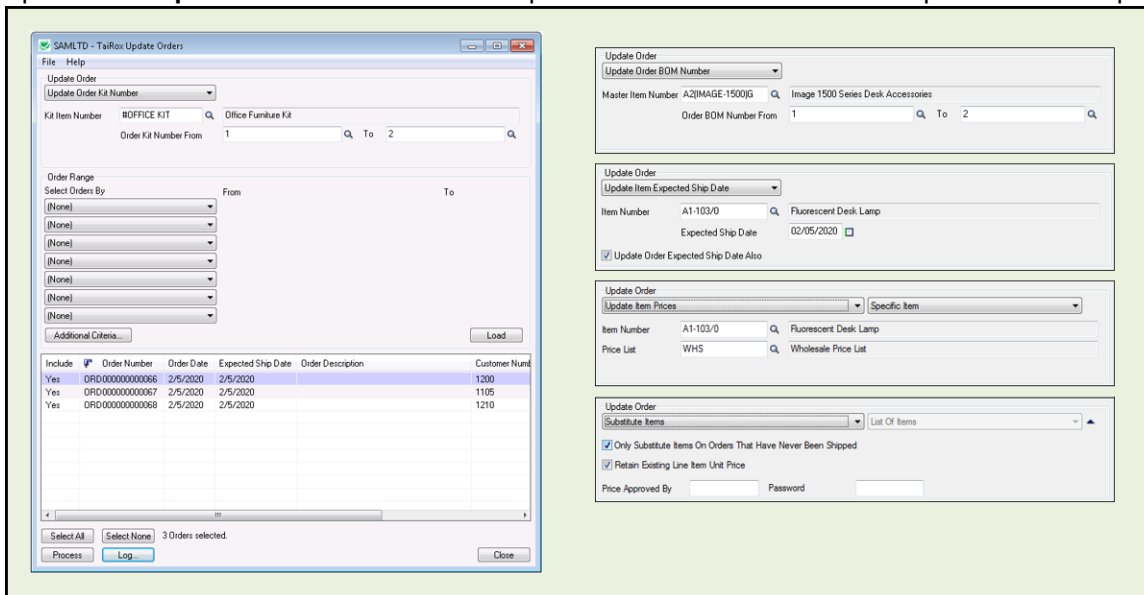 SAMLTD - TaiRox Update Orders
File Help
Update Order
Update Order Kit Number
Kit Item Number #OFFICE KIT Office Furniture Kit
Order Kit Number From 1 To 2
Order Range
Select Orders By From To
(None)
(None)
(None)
(None)
(None)
(None)
(None)
Additional Criteria... Load
Include Order Number Order Date Expected Ship Date Order Description Customer Numb
Yes ORD000000000066 2/5/2020 2/5/2020 1200
Yes ORD000000000067 2/5/2020 2/5/2020 1105
Yes ORD000000000068 2/5/2020 2/5/2020 1210
Select All Select None 3 Orders selected.
Process Log... Close
Update Order
Update Order BOM Number
Master Item Number A2(IMAGE-1500)G Image 1500 Series Desk Accessories
Order BOM Number From 1 To 2
Update Order
Update Item Expected Ship Date
Item Number A1-103/0 Fluorescent Desk Lamp
Expected Ship Date 02/05/2020
Update Order Expected Ship Date Also
Update Order
Update Item Prices Specific Item
Item Number A1-103/0 Fluorescent Desk Lamp
Price List WHS Wholesale Price List
Update Order
Substitute Items List Of Items
Only Substitute Items On Orders That Have Never Been Shipped
Retain Existing Line Item Unit Price
Price Approved By Password